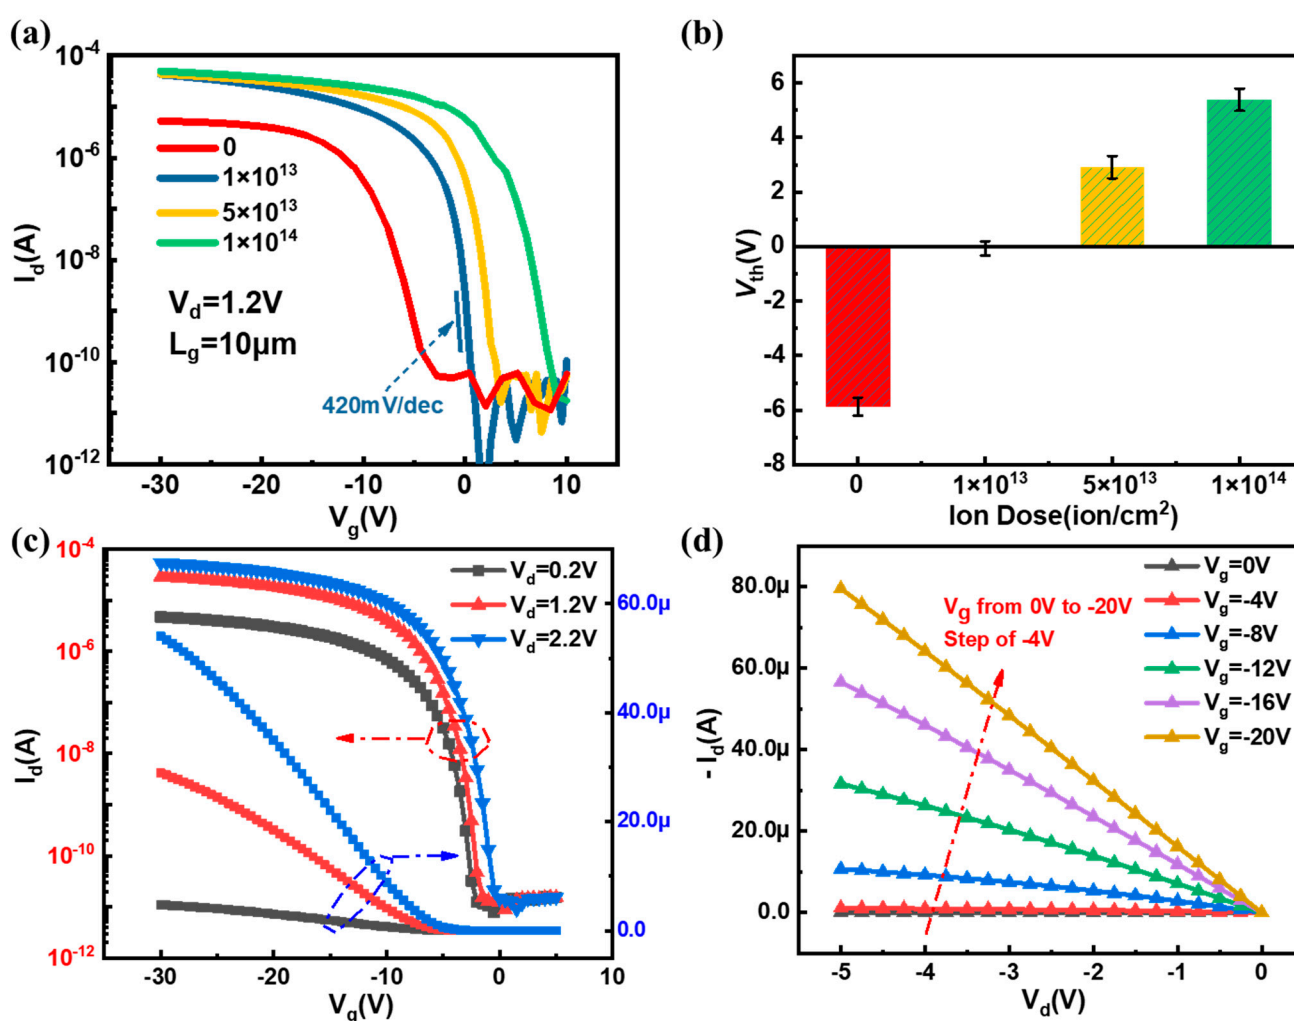 (a)
10⁻⁴
10⁻⁶
10⁻⁸
10⁻¹⁰
10⁻¹²
I_d(A)
0
1×10¹³
5×10¹³
1×10¹⁴
V_d=1.2V
L_g=10μm
420mV/dec
-30 -20 -10 0 10
V_g(V)
(b)
6
4
2
0
-2
-4
-6
-8
V_th(V)
0 1×10¹³ 5×10¹³ 1×10¹⁴
Ion Dose(ion/cm²)
(c)
10⁻⁴
10⁻⁶
10⁻⁸
10⁻¹⁰
10⁻¹²
I_d(A)
V_d=0.2V
V_d=1.2V
V_d=2.2V
60.0μ
40.0μ
20.0μ
0.0
-30 -20 -10 0 10
V_g(V)
(d)
80.0μ
60.0μ
40.0μ
20.0μ
0.0
- I_d(A)
V_g from 0V to -20V
Step of -4V
V_g=0V
V_g=-4V
V_g=-8V
V_g=-12V
V_g=-16V
V_g=-20V
-5 -4 -3 -2 -1 0
V_d(V)